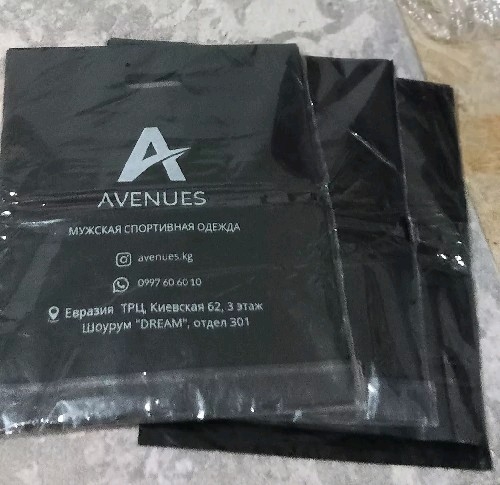 AVENUES
МУЖСКАЯ СПОРТИВНАЯ ОДЕЖДА
avenues.kg
0997 60 60 10
Евразия ТРЦ, Киевская 62, 3 этаж
Шоурум "DREAM", отдел 301